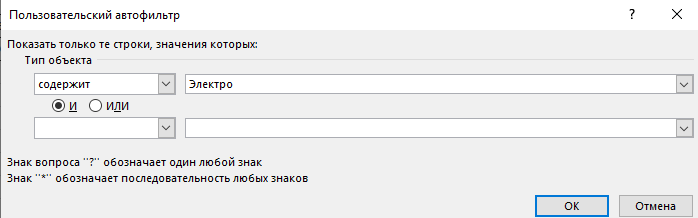 Пользовательский автофильтр ? ×
Показать только те строки, значения которых:
Тип объекта
содержит Электро
И ИЛИ
Знак вопроса "?" обозначает один любой знак
Знак "*" обозначает последовательность любых знаков
ОК Отмена